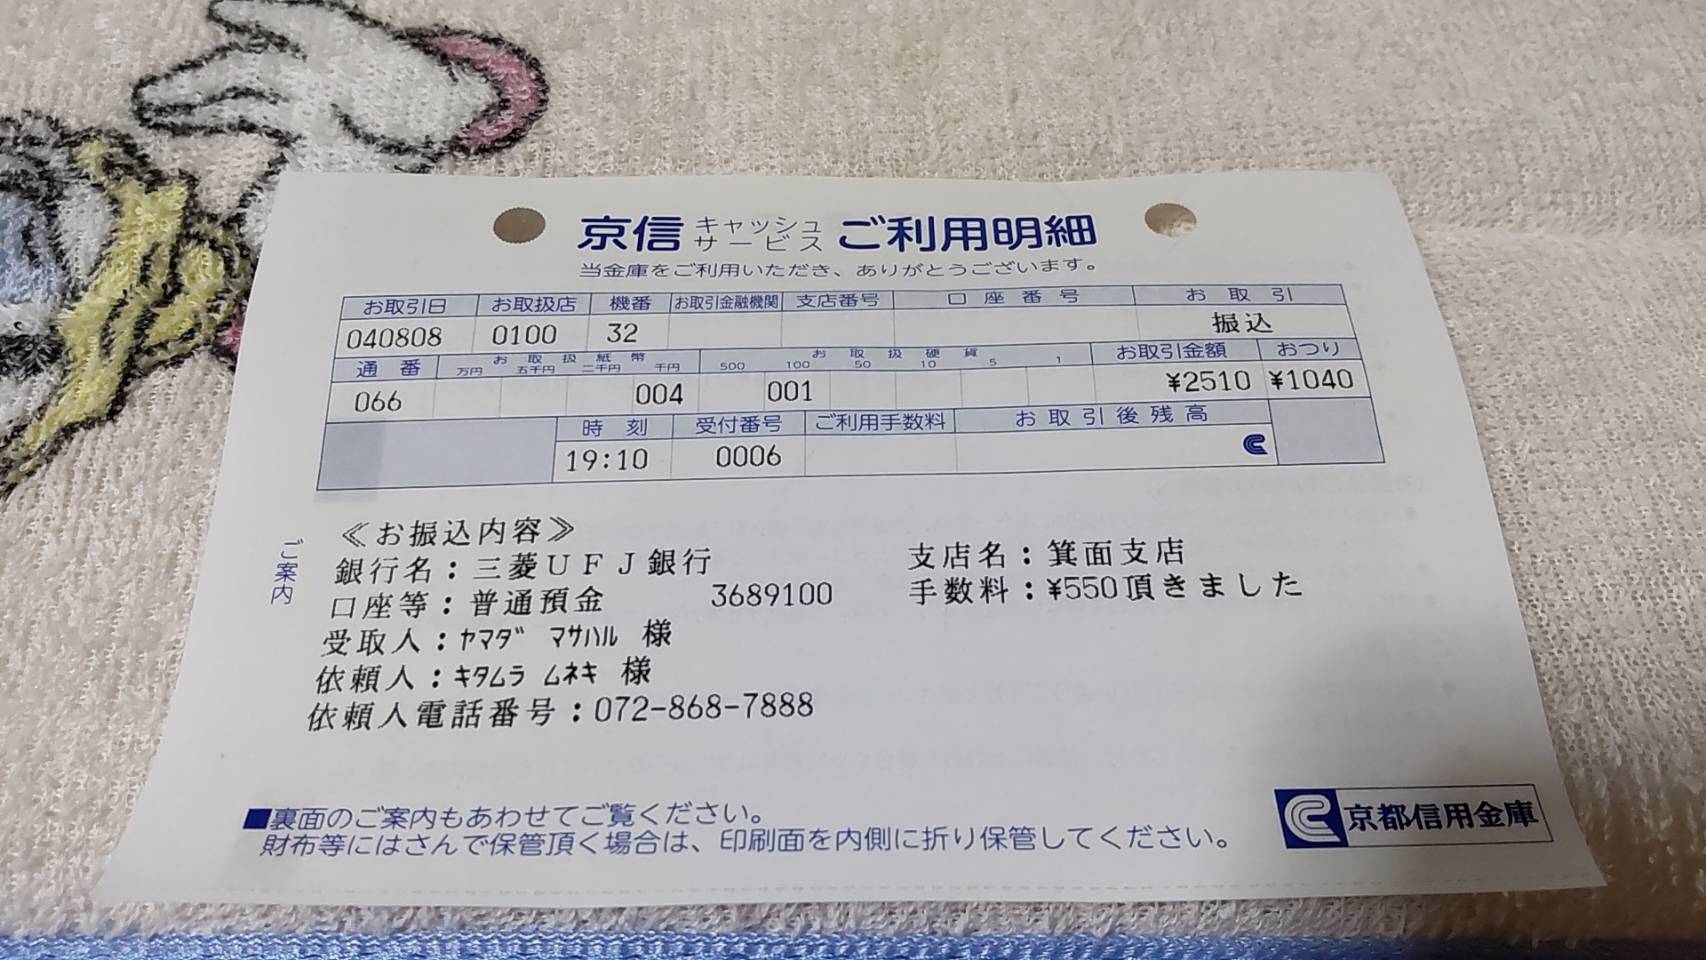 京信 キャッシュサービス ご利用明細
当金庫をご利用いただき、ありがとうございます。
お取引日 お取扱店 機番 お取引金融機関 支店番号 口座番号 お取引
040808 0100 32 振込
通番 お取扱紙幣 お取扱硬貨 お取引金額 おつり
万円 五千円 二千円 千円 500 100 50 10 5 1
066 004 001 ¥2510 ¥1040
時刻 受付番号 ご利用手数料 お取引後残高
19:10 0006
ご案内
≪お振込内容≫
銀行名：三菱ＵＦＪ銀行 支店名：箕面支店
口座等：普通預金 3689100 手数料：¥550頂きました
受取人：ﾔﾏﾀﾞ ﾏｻﾊﾙ 様
依頼人：ｷﾀﾑﾗ ﾑﾈｷ 様
依頼人電話番号：072-868-7888
■裏面のご案内もあわせてご覧ください。
財布等にはさんで保管頂く場合は、印刷面を内側に折り保管してください。
京都信用金庫